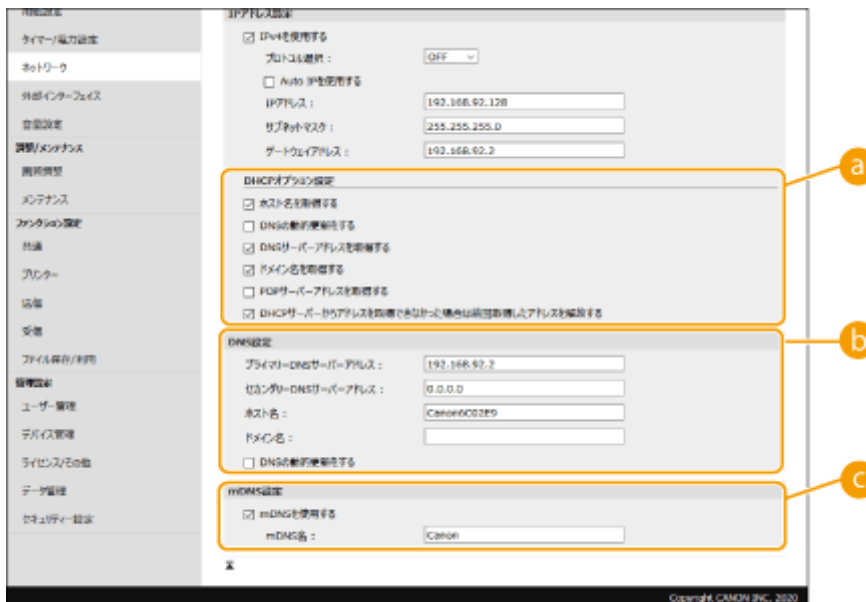 IPアドレス設定
タイマー/電力設定
ネットワーク
外部インターフェイス
音量設定
調整/メンテナンス
画質調整
メンテナンス
ファンクション設定
共通
プリンター
送信
受信
ファイル保存/利用
管理設定
ユーザー管理
デバイス管理
ライセンス/その他
データ管理
セキュリティー設定
IPv4を使用する
プロトコル選択：
OFF
Auto IPを使用する
IPアドレス：
192.168.92.128
サブネットマスク：
255.255.255.0
ゲートウェイアドレス：
192.168.92.2
a
DHCPオプション設定
ホスト名を取得する
DNSの動的更新をする
DNSサーバーアドレスを取得する
ドメイン名を取得する
POPサーバーアドレスを取得する
DHCPサーバーからアドレスを取得できなかった場合は前回取得したアドレスを解放する
b
DNS設定
プライマリーDNSサーバーアドレス：
192.168.92.2
セカンダリーDNSサーバーアドレス：
0.0.0.0
ホスト名：
Canon6C02E9
ドメイン名：
DNSの動的更新をする
c
mDNS設定
mDNSを使用する
mDNS名：
Canon
Copyright CANON INC. 2020